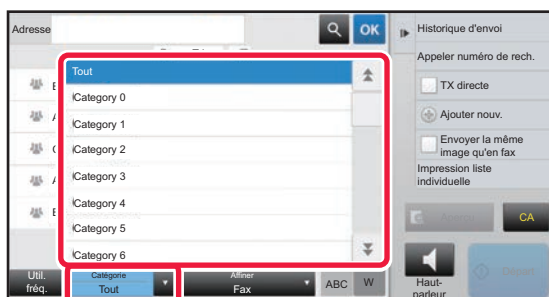 Adresse
OK
Tout
Category 0
Category 1
Category 2
Category 3
Category 4
Category 5
Category 6
Util.
fréq.
Catégorie
Tout
Affiner
Fax
ABC
W
Historique d'envoi
Appeler numéro de rech.
TX directe
Ajouter nouv.
Envoyer la même
image qu'en fax
Impression liste
individuelle
CA
Haut-
parleur
Départ